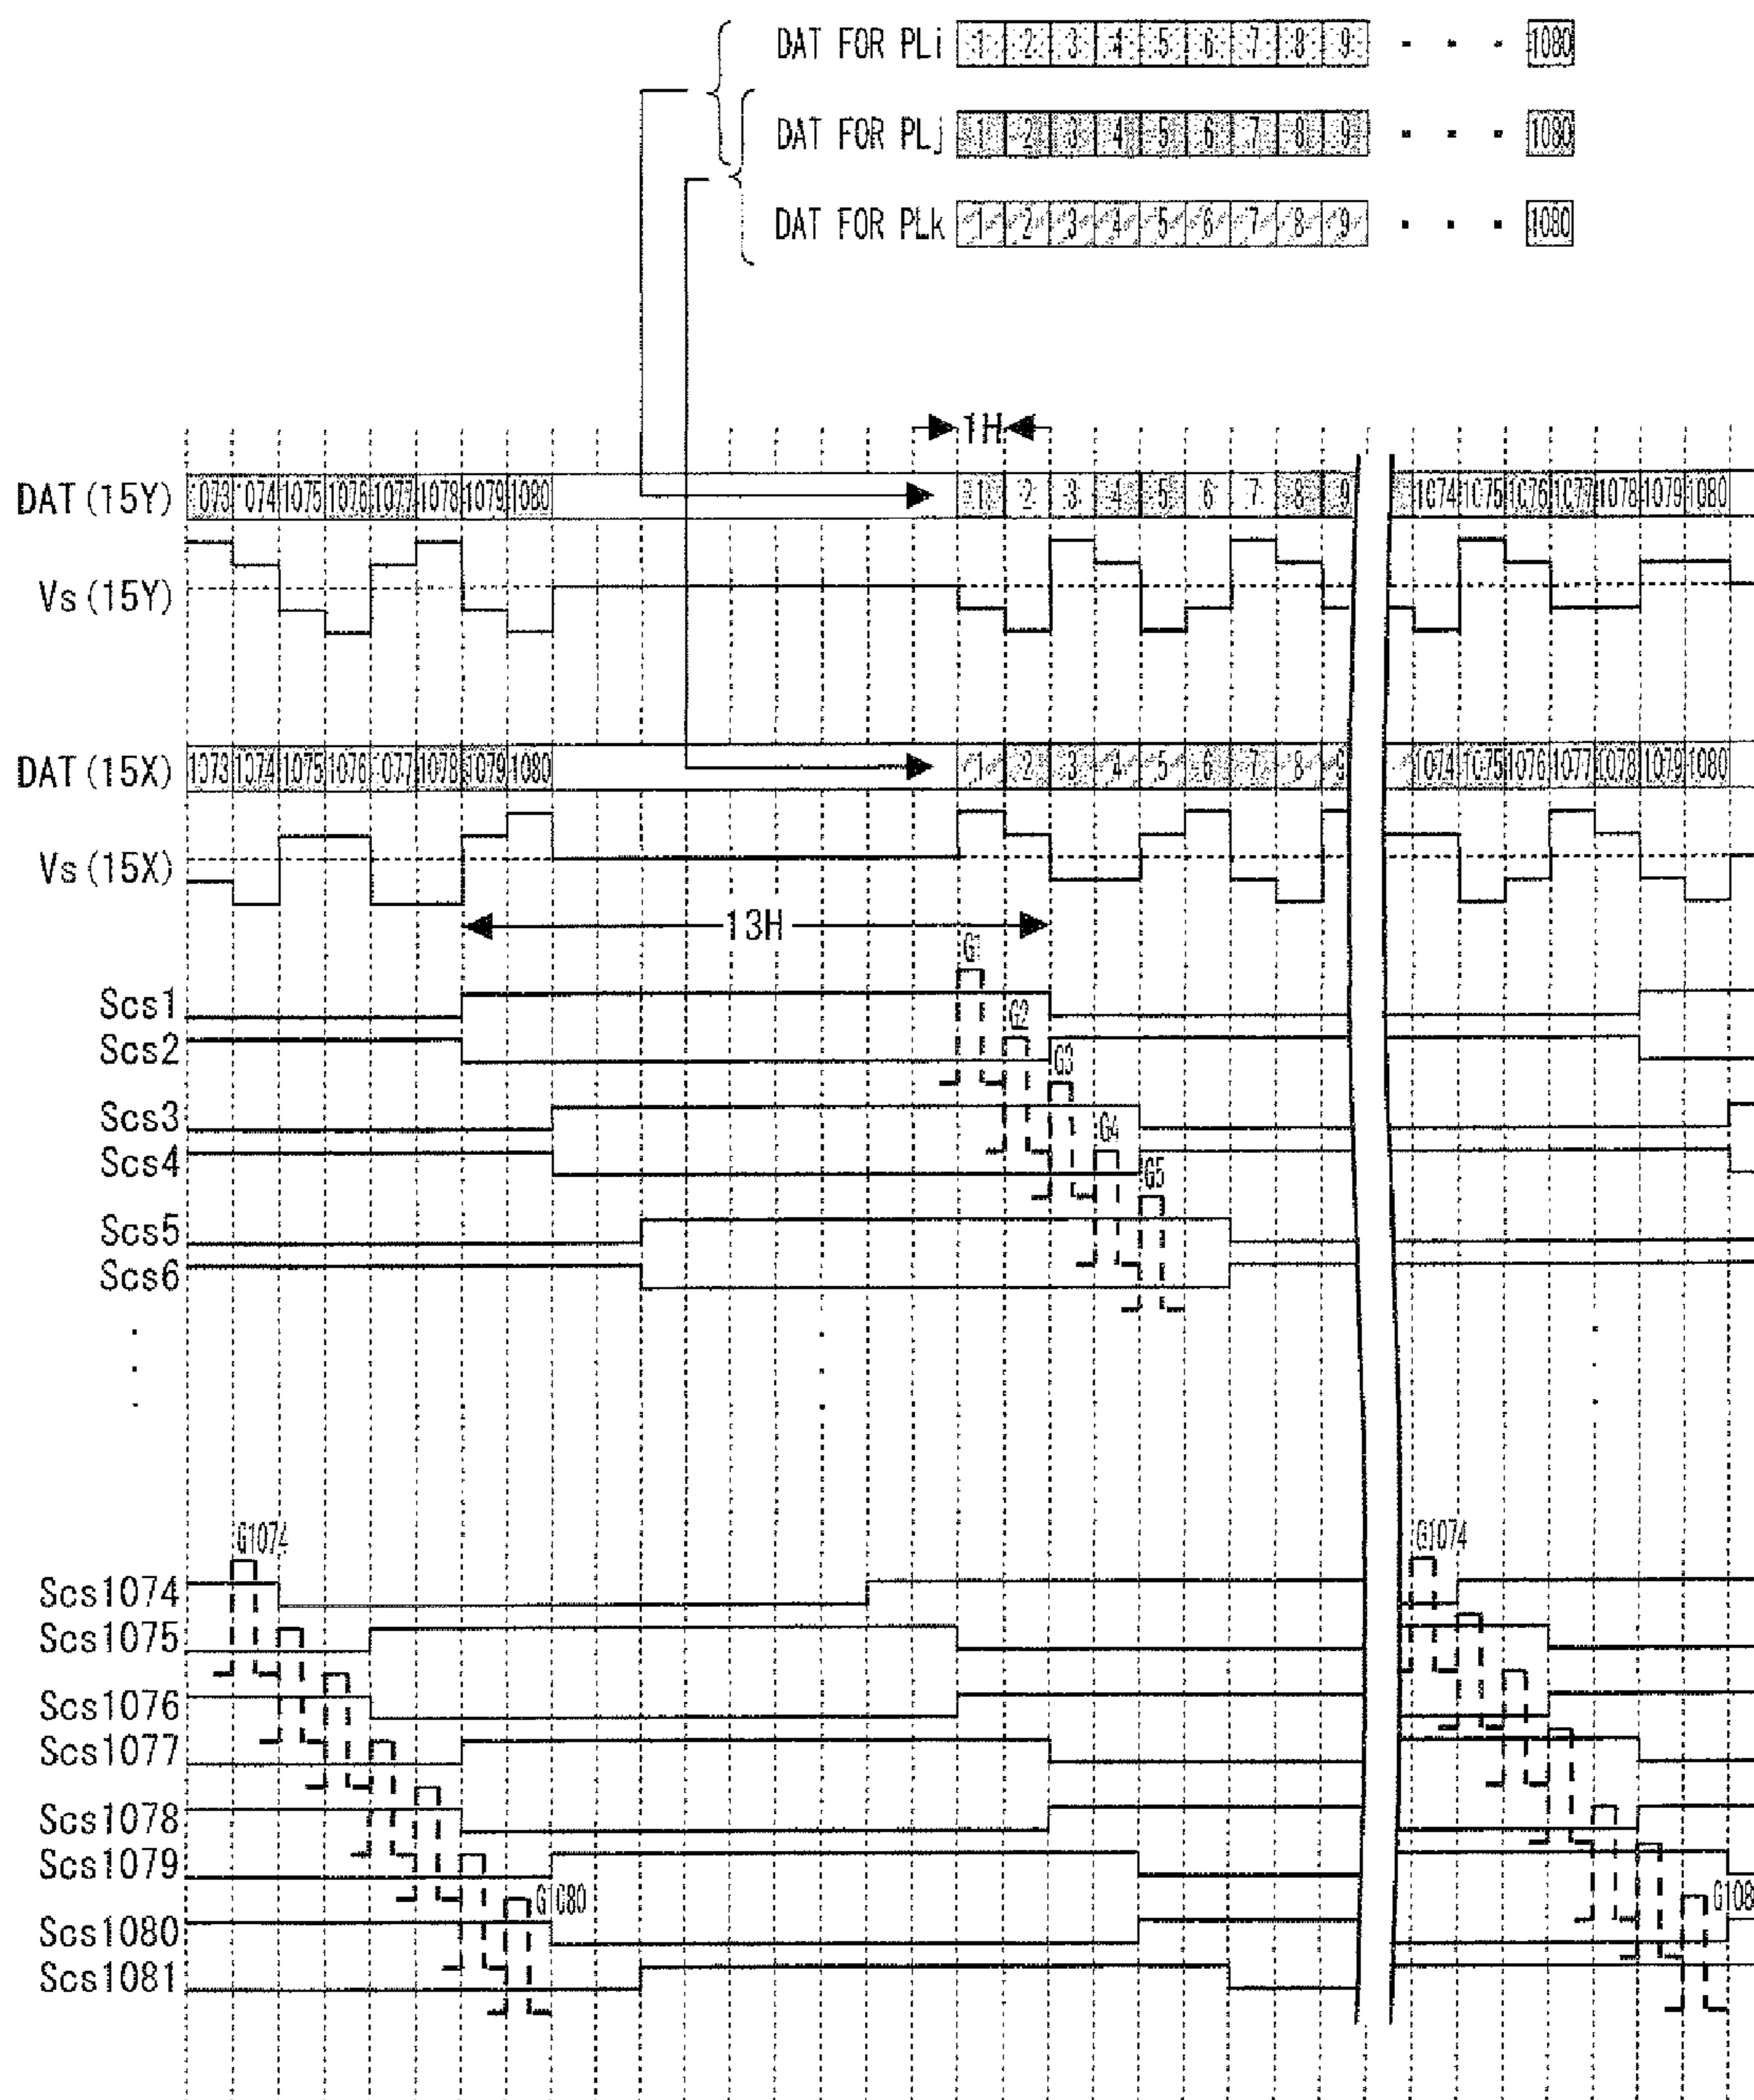 DAT FOR PLi 1 2 3 4 5 6 7 8 9 · · · 1080
DAT FOR PLj 1 2 3 4 5 6 7 8 9 · · · 1080
DAT FOR PLk 1 2 3 4 5 6 7 8 9 · · · 1080
1H
DAT (15Y) 1073 1074 1075 1076 1077 1078 1079 1080 1 2 3 4 5 6 7 8 9 1074 1075 1076 1077 1078 1079 1080
Vs (15Y)
DAT (15X) 1073 1074 1075 1076 1077 1078 1079 1080 1 2 3 4 5 6 7 8 9 1074 1075 1076 1077 1078 1079 1080
Vs (15X)
13H
G1
Scs1
G2
Scs2
G3
Scs3
G4
Scs4
G5
Scs5
Scs6
G1074 G1074
Scs1074
Scs1075
Scs1076
Scs1077
Scs1078
Scs1079
G1080 G108
Scs1080
Scs1081